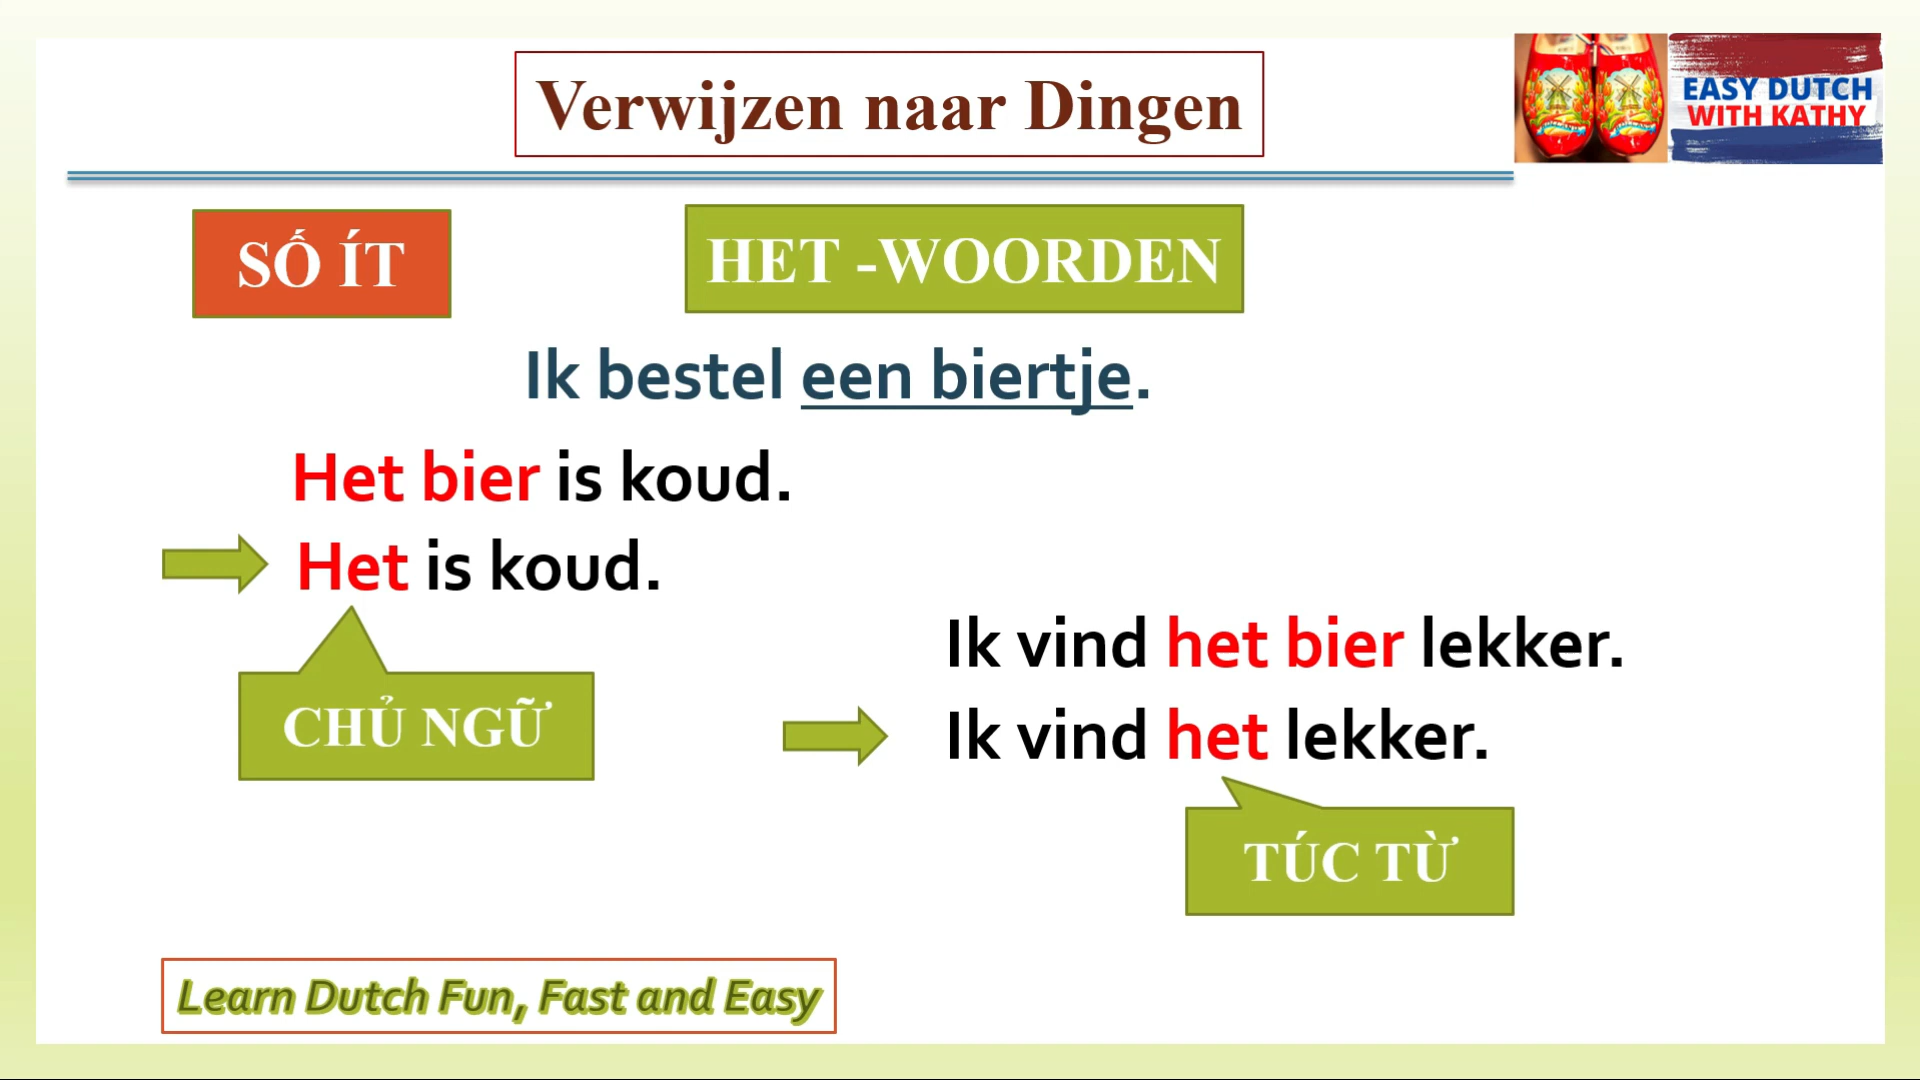 Verwijzen naar Dingen
EASY DUTCH
WITH KATHY
SỐ ÍT
HET -WOORDEN
Ik bestel een biertje.
Het bier is koud.
Het is koud.
CHỦ NGỮ
Ik vind het bier lekker.
Ik vind het lekker.
TÚC TỪ
Learn Dutch Fun, Fast and Easy